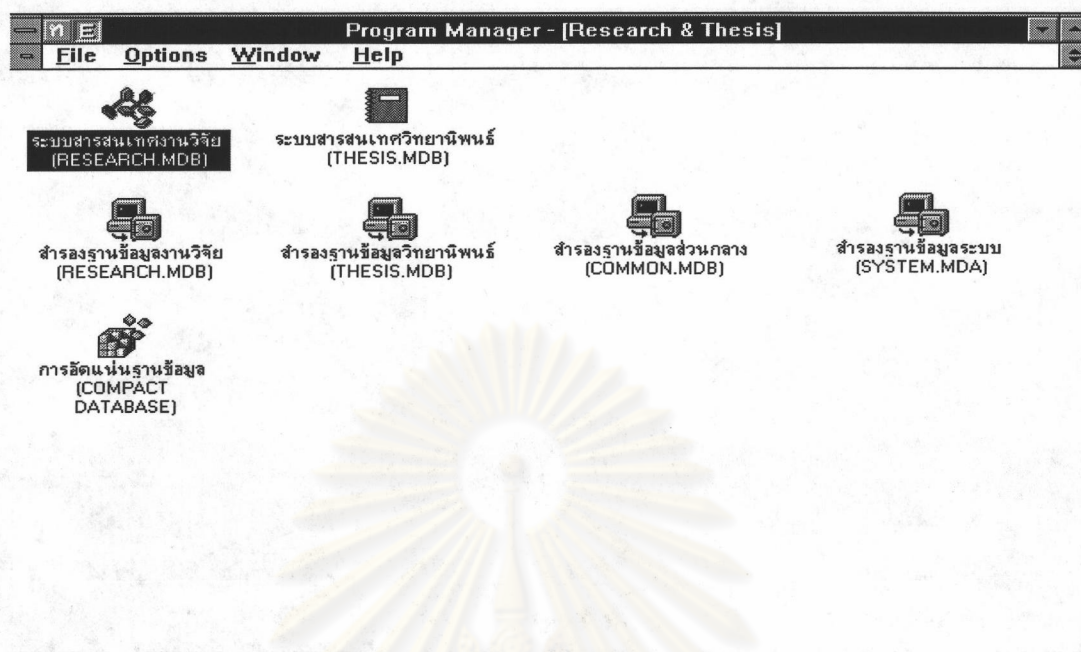 ก E Program Manager - [Research & Thesis]
File Options Window Help
ระบบสารสนเทศงานวิจัย
(RESEARCH.MDB)
ระบบสารสนเทศวิทยานิพนธ์
(THESIS.MDB)
สำรองฐานข้อมูลงานวิจัย
(RESEARCH.MDB)
สำรองฐานข้อมูลวิทยานิพนธ์
(THESIS.MDB)
สำรองฐานข้อมูลส่วนกลาง
(COMMON.MDB)
สำรองฐานข้อมูลระบบ
(SYSTEM.MDA)
การอัดแน่นฐานข้อมูล
(COMPACT
DATABASE)